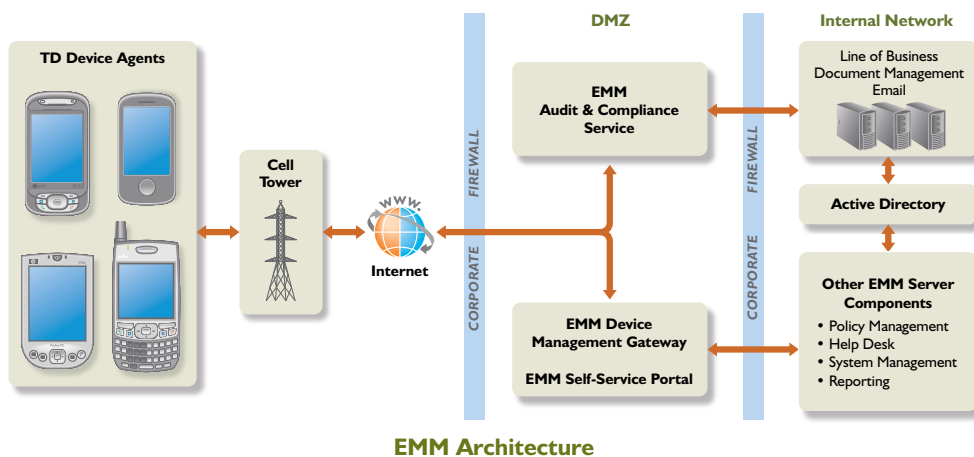 DMZ
Internal Network
TD Device Agents
Cell
Tower
WWW.
Internet
CORPORATE FIREWALL
EMM
Audit & Compliance
Service
EMM Device
Management Gateway
EMM Self-Service Portal
CORPORATE FIREWALL
Line of Business
Document Management
Email
Active Directory
Other EMM Server
Components
• Policy Management
• Help Desk
• System Management
• Reporting
EMM Architecture